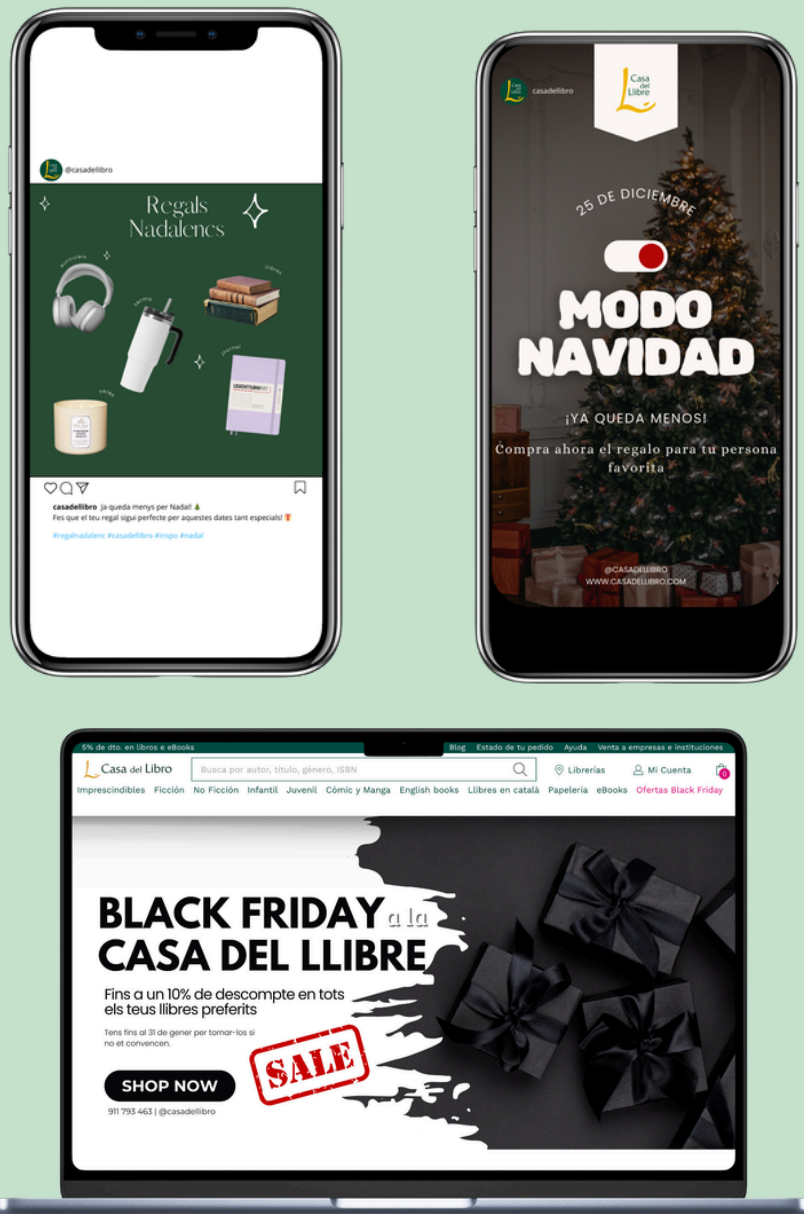 @casadellibro
Regals
Nadalencs
auriculars
llibres
termo
journal
LEUCHTTURM1917
veles
casadellibro Ja queda menys per Nadal! 🎄
Fes que el teu regal sigui perfecte per aquestes dates tant especials! 🎁
#regalnadalenc #casadellibro #inspo #nadal
casadellibro
Casa
del
Llibre
25 DE DICIEMBRE
MODO
NAVIDAD
¡YA QUEDA MENOS!
Compra ahora el regalo para tu persona
favorita
@CASADELLIBRO
WWW.CASADELLIBRO.COM
5% de dto. en libros e eBooks
Blog Estado de tu pedido Ayuda Venta a empresas e instituciones
Casa del Libro
Busca por autor, título, género, ISBN
Librerías
Mi Cuenta
0
Imprescindibles Ficción No Ficción Infantil Juvenil Cómic y Manga English books Llibres en català Papelería eBooks Ofertas Black Friday
BLACK FRIDAY a la
CASA DEL LLIBRE
Fins a un 10% de descompte en tots
els teus llibres preferits
Tens fins al 31 de gener per tornar-los si
no et convencen.
SALE
SHOP NOW
911 793 463 | @casadellibro